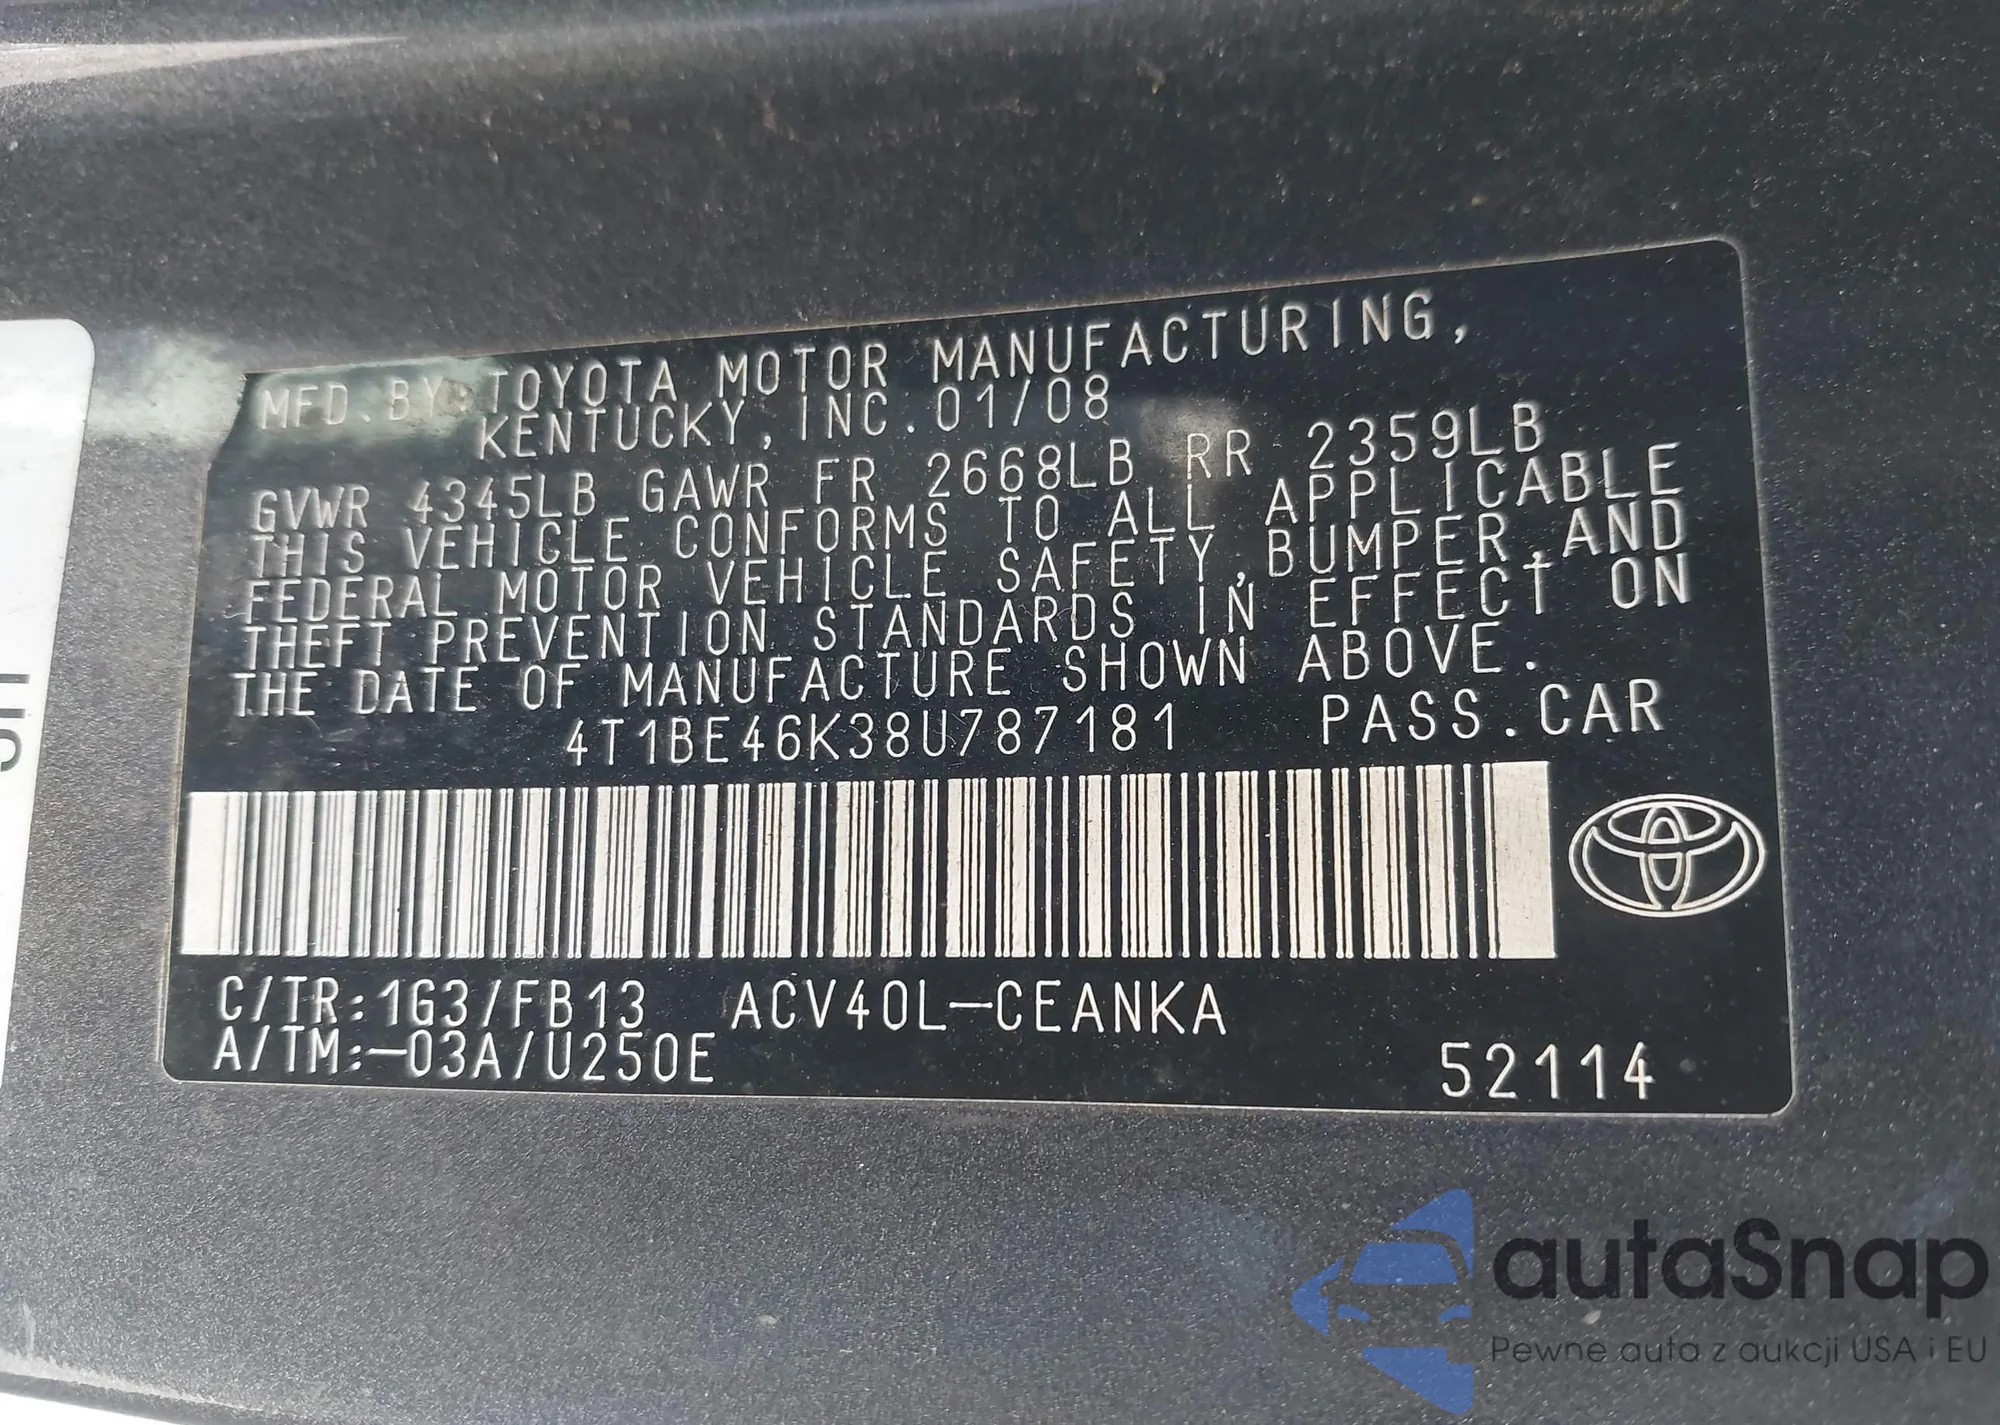 MFD. BY TOYOTA MOTOR MANUFACTURING,
KENTUCKY, INC. 01/08
GVWR 4345LB GAWR FR 2668LB RR 2359LB
THIS VEHICLE CONFORMS TO ALL APPLICABLE
FEDERAL MOTOR VEHICLE SAFETY, BUMPER, AND
THEFT PREVENTION STANDARDS IN EFFECT ON
THE DATE OF MANUFACTURE SHOWN ABOVE.
4T1BE46K38U787181 PASS. CAR
C/TR:1G3/FB13 ACV40L-CEANKA
A/TM:-03A/U250E
52114
autaSnap
Pewne auta z aukcji USA i EU